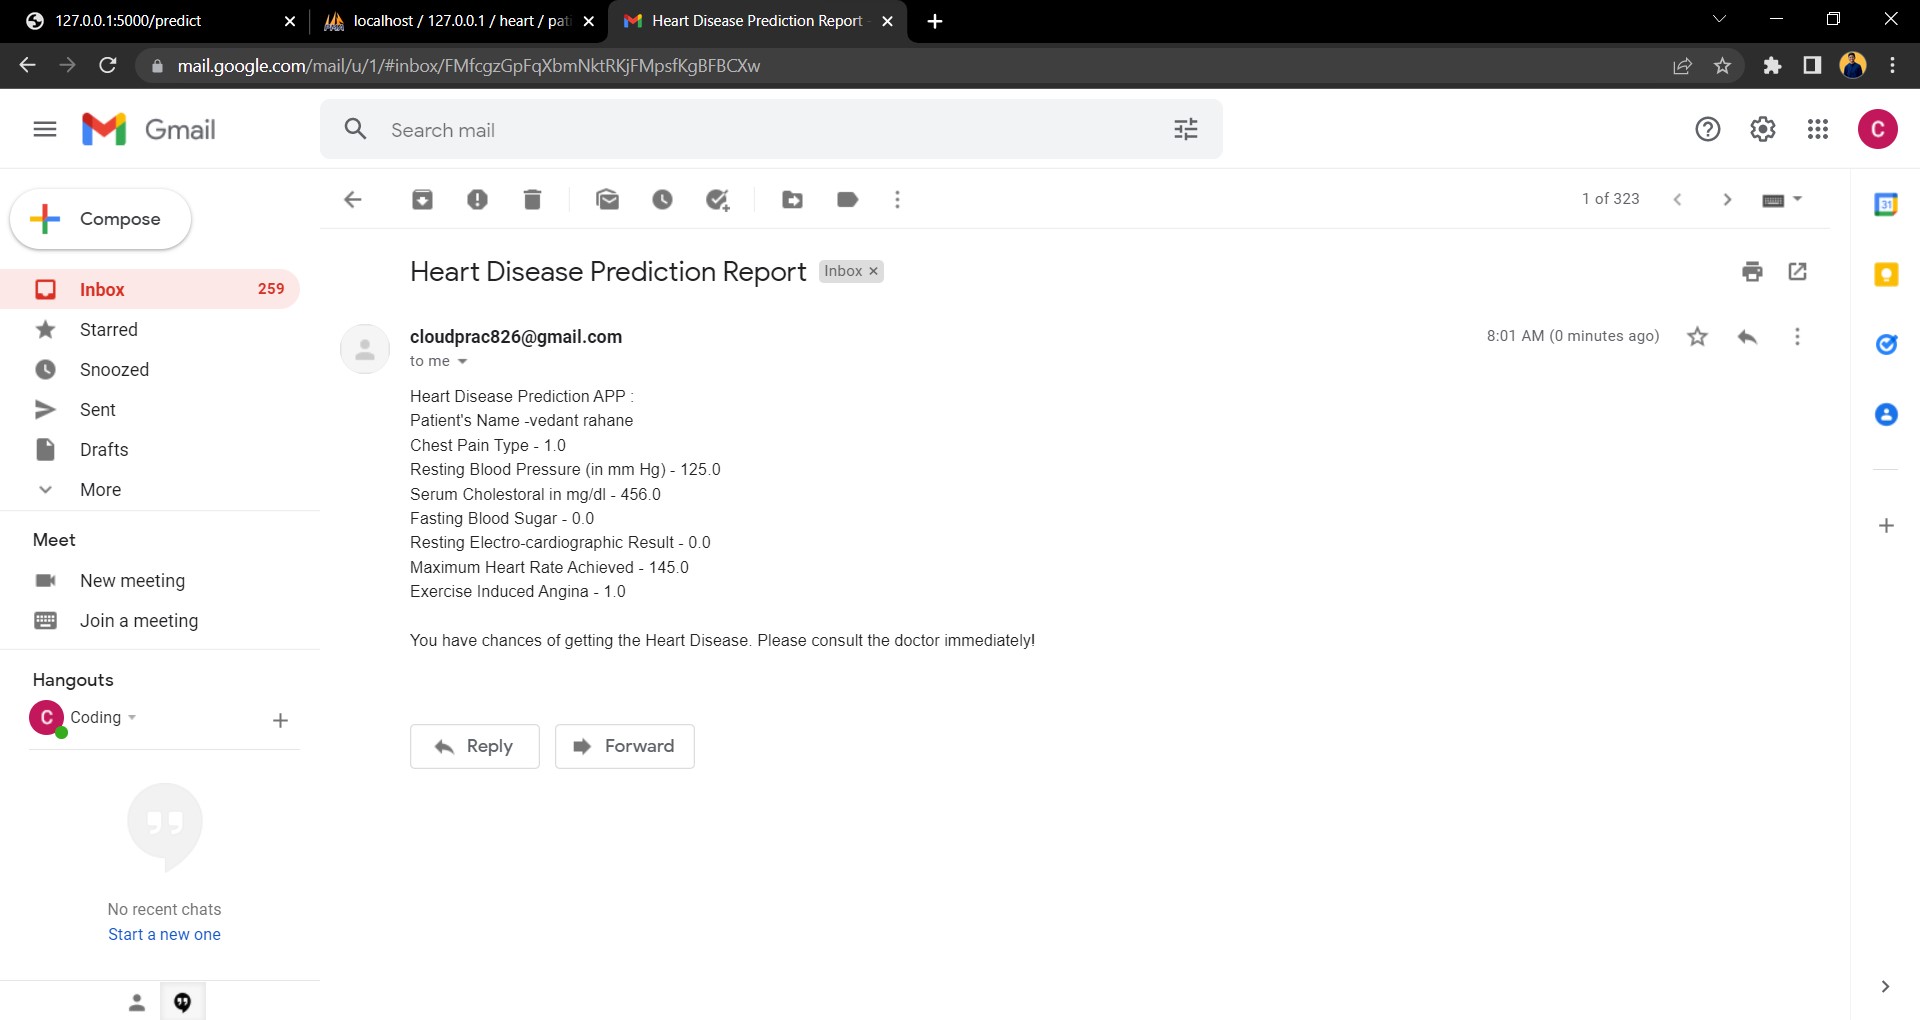 127.0.0.1:5000/predict
localhost / 127.0.0.1 / heart / pati
Heart Disease Prediction Report -
mail.google.com/mail/u/1/#inbox/FMfcgzGpFqXbmNktRKjFMpsfKgBFBCXw
Gmail
Search mail
C
Compose
1 of 323
31
Heart Disease Prediction Report
Inbox ×
Inbox 259
Starred
Snoozed
Sent
Drafts
More
cloudprac826@gmail.com
8:01 AM (0 minutes ago)
to me
Heart Disease Prediction APP :
Patient's Name -vedant rahane
Chest Pain Type - 1.0
Resting Blood Pressure (in mm Hg) - 125.0
Serum Cholestoral in mg/dl - 456.0
Fasting Blood Sugar - 0.0
Resting Electro-cardiographic Result - 0.0
Maximum Heart Rate Achieved - 145.0
Exercise Induced Angina - 1.0
You have chances of getting the Heart Disease. Please consult the doctor immediately!
Reply
Forward
Meet
New meeting
Join a meeting
Hangouts
C
Coding
No recent chats
Start a new one